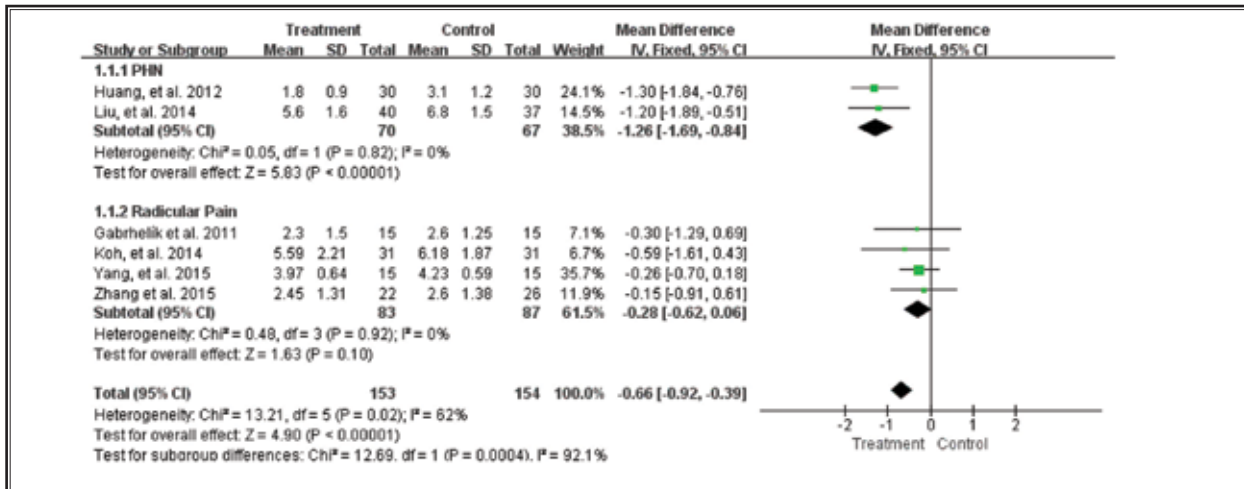 Treatment Control Mean Difference Mean Difference
Study or Subgroup Mean SD Total Mean SD Total Weight IV, Fixed, 95% CI IV, Fixed, 95% CI
1.1.1 PHN
Huang, et al. 2012 1.8 0.9 30 3.1 1.2 30 24.1% -1.30 [-1.84, -0.76]
Liu, et al. 2014 5.6 1.6 40 6.8 1.5 37 14.5% -1.20 [-1.89, -0.51]
Subtotal (95% CI) 70 67 38.5% -1.26 [-1.69, -0.84]
Heterogeneity: Chi² = 0.05, df = 1 (P = 0.82); I² = 0%
Test for overall effect: Z = 5.83 (P < 0.00001)
1.1.2 Radicular Pain
Gabrhelík et al. 2011 2.3 1.5 15 2.6 1.25 15 7.1% -0.30 [-1.29, 0.69]
Koh, et al. 2014 5.59 2.21 31 6.18 1.87 31 6.7% -0.59 [-1.61, 0.43]
Yang, et al. 2015 3.97 0.64 15 4.23 0.59 15 35.7% -0.26 [-0.70, 0.18]
Zhang et al. 2015 2.45 1.31 22 2.6 1.38 26 11.9% -0.15 [-0.91, 0.61]
Subtotal (95% CI) 83 87 61.5% -0.28 [-0.62, 0.06]
Heterogeneity: Chi² = 0.48, df = 3 (P = 0.92); I² = 0%
Test for overall effect: Z = 1.63 (P = 0.10)
Total (95% CI) 153 154 100.0% -0.66 [-0.92, -0.39]
Heterogeneity: Chi² = 13.21, df = 5 (P = 0.02); I² = 62%
Test for overall effect: Z = 4.90 (P < 0.00001)
Test for subgroup differences: Chi² = 12.69. df = 1 (P = 0.0004). I² = 92.1%
-2 -1 0 1 2
Treatment Control